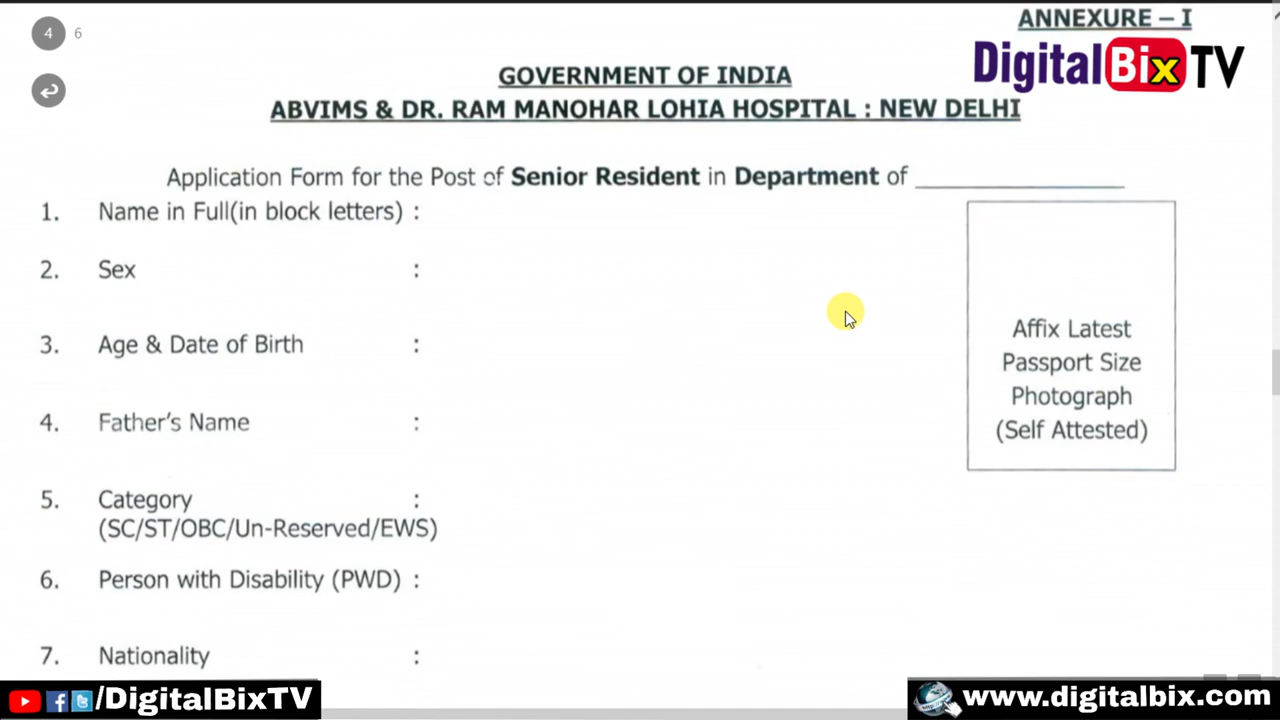 4 6
ANNEXURE – I
DigitalBixTV
GOVERNMENT OF INDIA
ABVIMS & DR. RAM MANOHAR LOHIA HOSPITAL : NEW DELHI
Application Form for the Post of Senior Resident in Department of ________________
1. Name in Full(in block letters) :
2. Sex :
3. Age & Date of Birth :
4. Father's Name :
5. Category :
(SC/ST/OBC/Un-Reserved/EWS)
6. Person with Disability (PWD) :
7. Nationality :
Affix Latest
Passport Size
Photograph
(Self Attested)
/DigitalBixTV
www.digitalbix.com